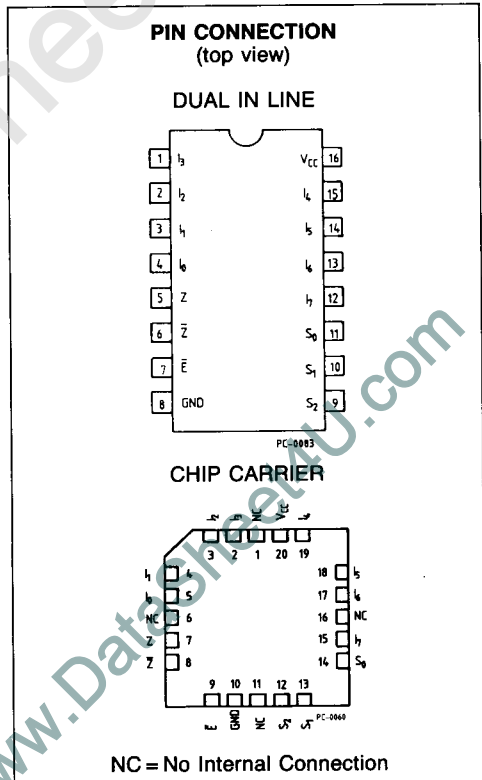 PIN CONNECTION
(top view)
DUAL IN LINE
1 I₃ V_CC 16
2 I₂ I₄ 15
3 I₁ I₅ 14
4 I₀ I₆ 13
5 Z I₇ 12
6 Z̅ S₀ 11
7 E̅ S₁ 10
8 GND S₂ 9
PC-0083
CHIP CARRIER
I₂ I₃ NC V_CC I₄
3 2 1 20 19
I₁ 4 18 I₅
I₀ 5 17 I₆
NC 6 16 NC
Z 7 15 I₇
Z̅ 8 14 S₀
9 10 11 12 13
E̅ GND NC S₂ S₁
PC-0060
NC = No Internal Connection
www.DataSheet4U.com